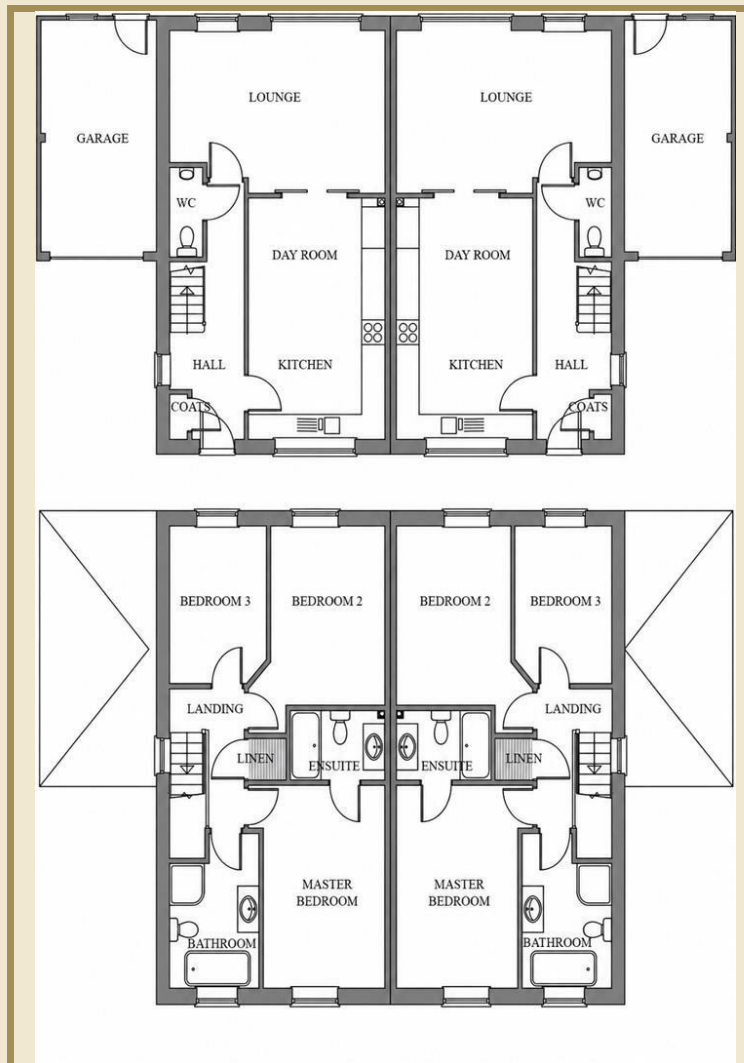 LOUNGE
LOUNGE
GARAGE
GARAGE
WC
WC
DAY ROOM
DAY ROOM
HALL
KITCHEN
KITCHEN
HALL
COATS
COATS
BEDROOM 3
BEDROOM 2
BEDROOM 2
BEDROOM 3
LANDING
LANDING
LINEN
ENSUITE
ENSUITE
LINEN
MASTER
BEDROOM
MASTER
BEDROOM
BATHROOM
BATHROOM